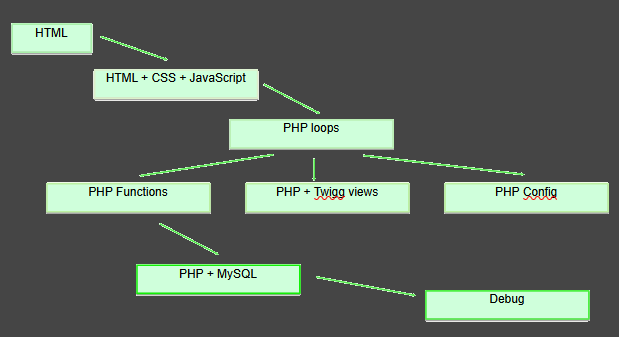 HTML
HTML + CSS + JavaScript
PHP loops
PHP Functions
PHP + Twigg views
PHP Config
PHP + MySQL
Debug